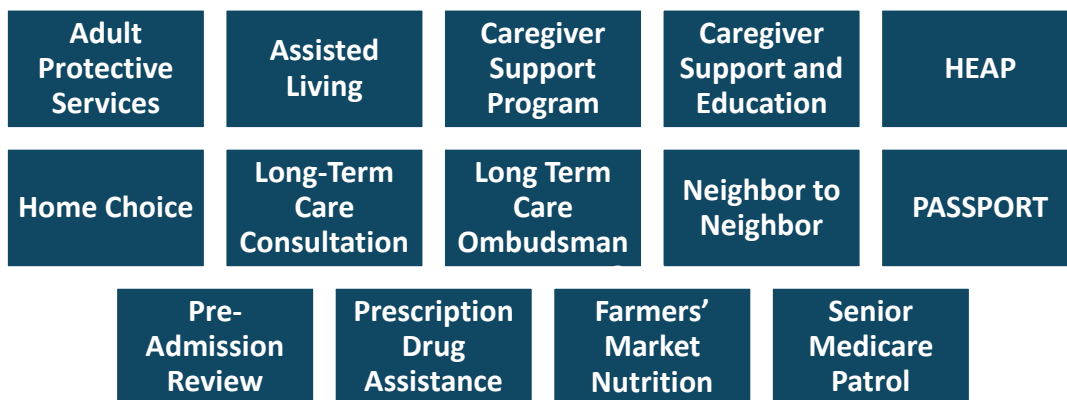 Adult
Protective
Services
Assisted
Living
Caregiver
Support
Program
Caregiver
Support and
Education
HEAP
Home Choice
Long-Term
Care
Consultation
Long Term
Care
Ombudsman
Neighbor to
Neighbor
PASSPORT
Pre-
Admission
Review
Prescription
Drug
Assistance
Farmers’
Market
Nutrition
Senior
Medicare
Patrol